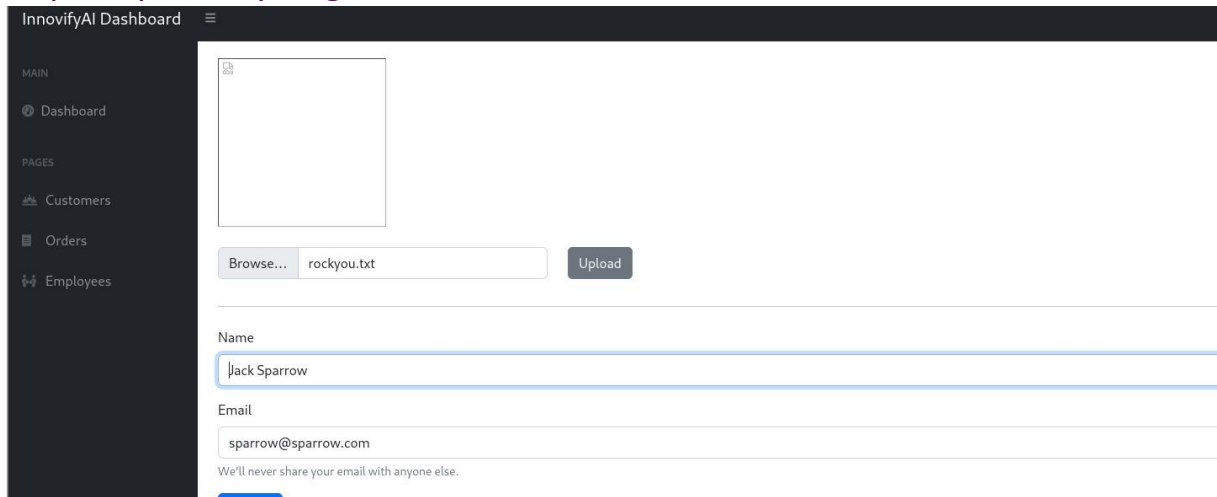 InnovifyAI Dashboard
MAIN
Dashboard
PAGES
Customers
Orders
Employees
Browse... rockyou.txt Upload
Name
Jack Sparrow
Email
sparrow@sparrow.com
We'll never share your email with anyone else.